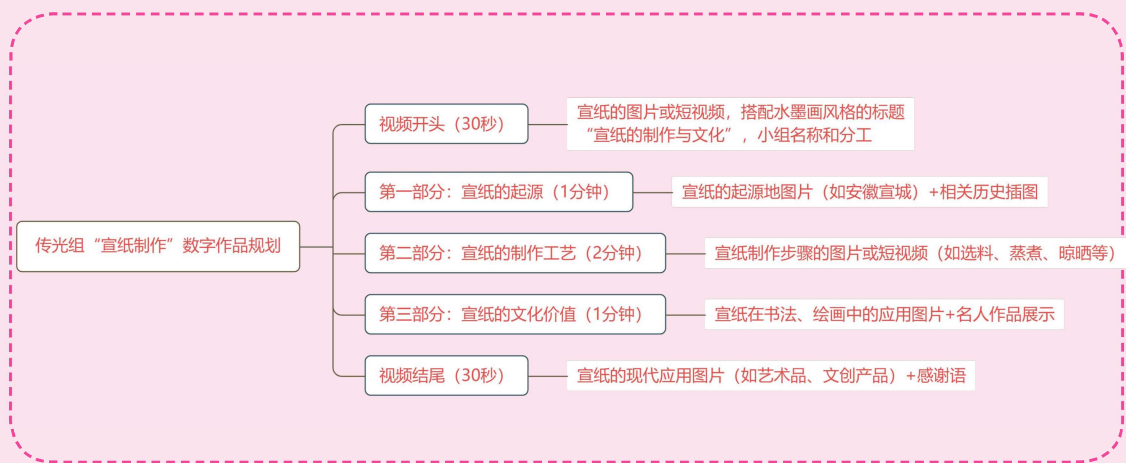 视频开头（30秒）
宣纸的图片或短视频，搭配水墨画风格的标题
“宣纸的制作与文化”，小组名称和分工
第一部分：宣纸的起源（1分钟）
宣纸的起源地图片（如安徽宣城）+相关历史插图
传光组“宣纸制作”数字作品规划
第二部分：宣纸的制作工艺（2分钟）
宣纸制作步骤的图片或短视频（如选料、蒸煮、晾晒等）
第三部分：宣纸的文化价值（1分钟）
宣纸在书法、绘画中的应用图片+名人作品展示
视频结尾（30秒）
宣纸的现代应用图片（如艺术品、文创产品）+感谢语